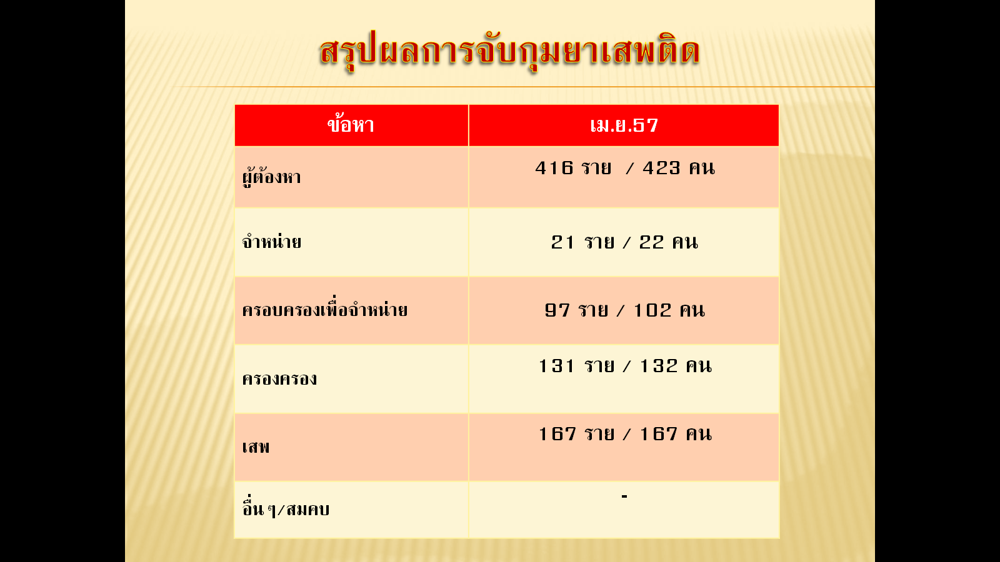 สรุปผลการจับกุมยาเสพติด
ข้อหา เม.ย.57
ผู้ต้องหา 416 ราย / 423 คน
จำหน่าย 21 ราย / 22 คน
ครอบครองเพื่อจำหน่าย 97 ราย / 102 คน
ครองครอง 131 ราย / 132 คน
เสพ 167 ราย / 167 คน
อื่นๆ/สมคบ -